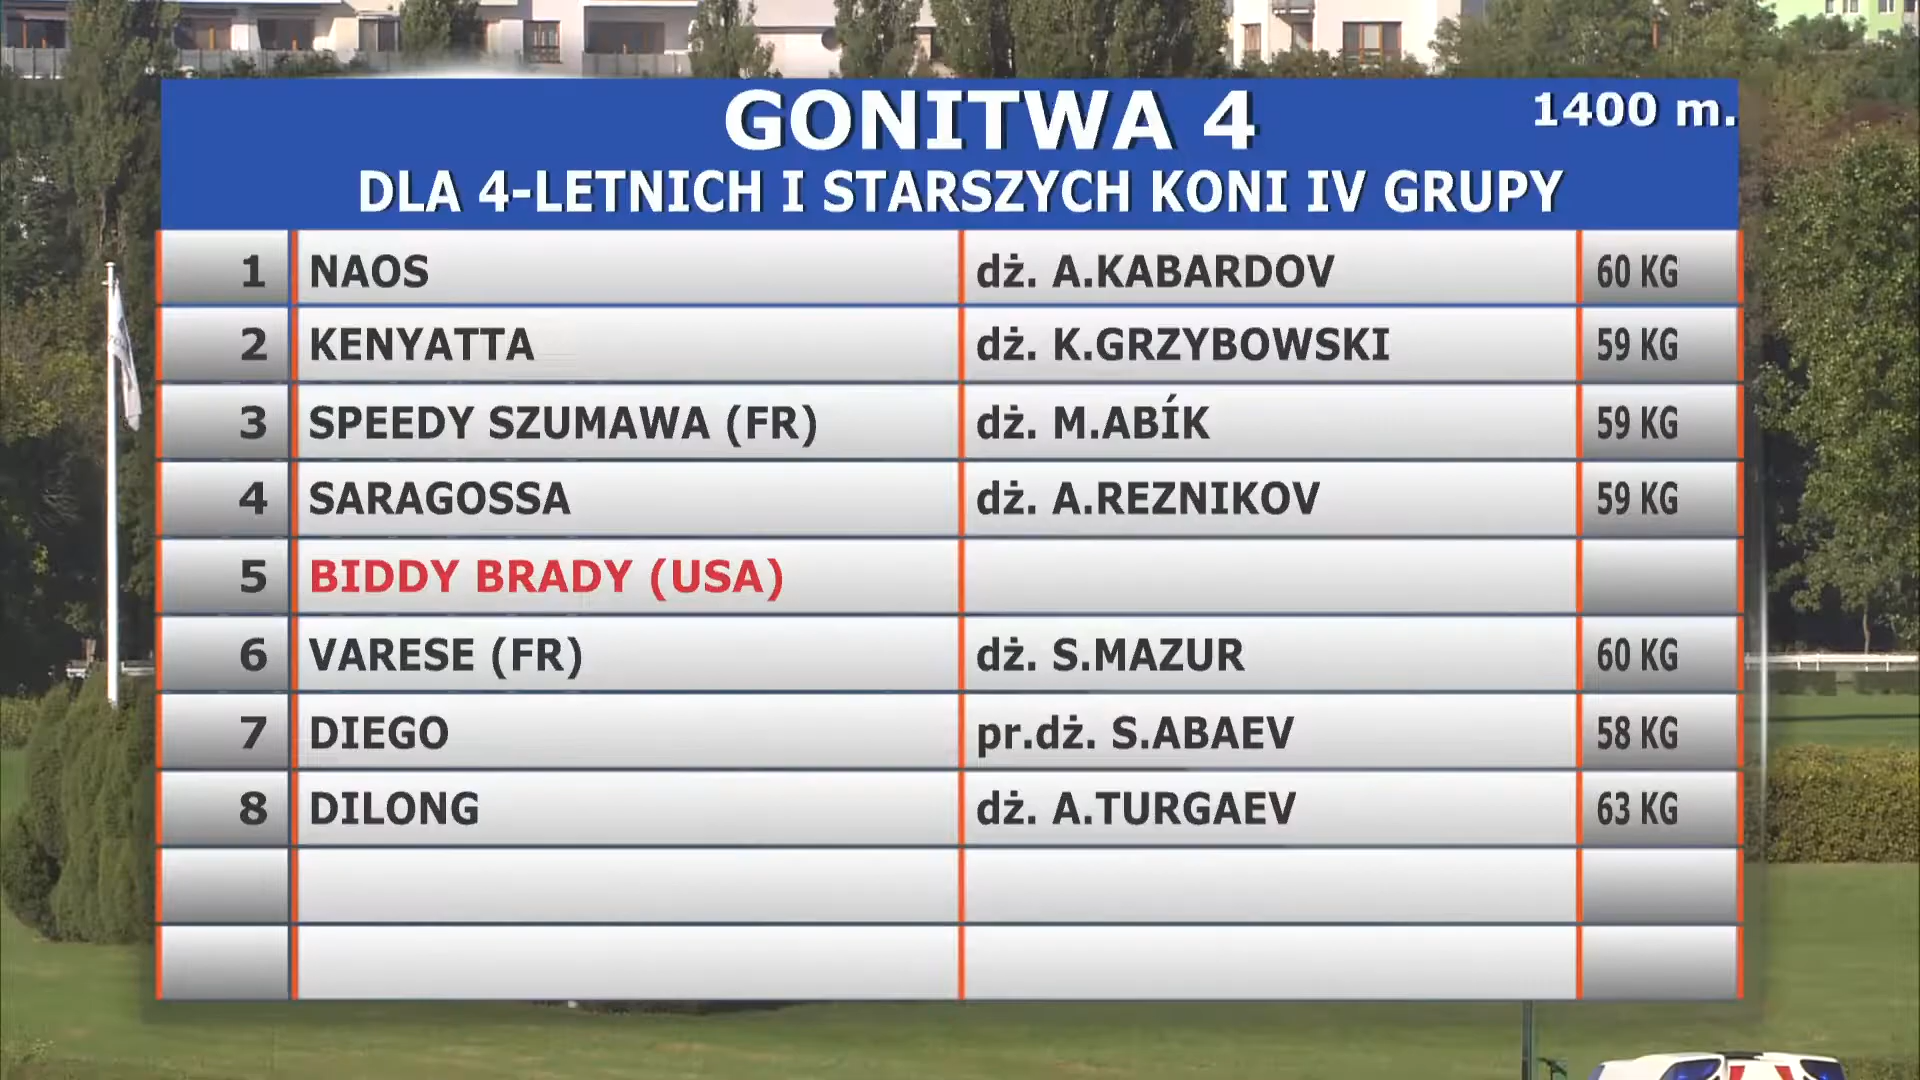 GONITWA 4 1400 m.
DLA 4-LETNICH I STARSZYCH KONI IV GRUPY
1 NAOS dż. A.KABARDOV 60 KG
2 KENYATTA dż. K.GRZYBOWSKI 59 KG
3 SPEEDY SZUMAWA (FR) dż. M.ABÍK 59 KG
4 SARAGOSSA dż. A.REZNIKOV 59 KG
5 BIDDY BRADY (USA)
6 VARESE (FR) dż. S.MAZUR 60 KG
7 DIEGO pr.dż. S.ABAEV 58 KG
8 DILONG dż. A.TURGAEV 63 KG